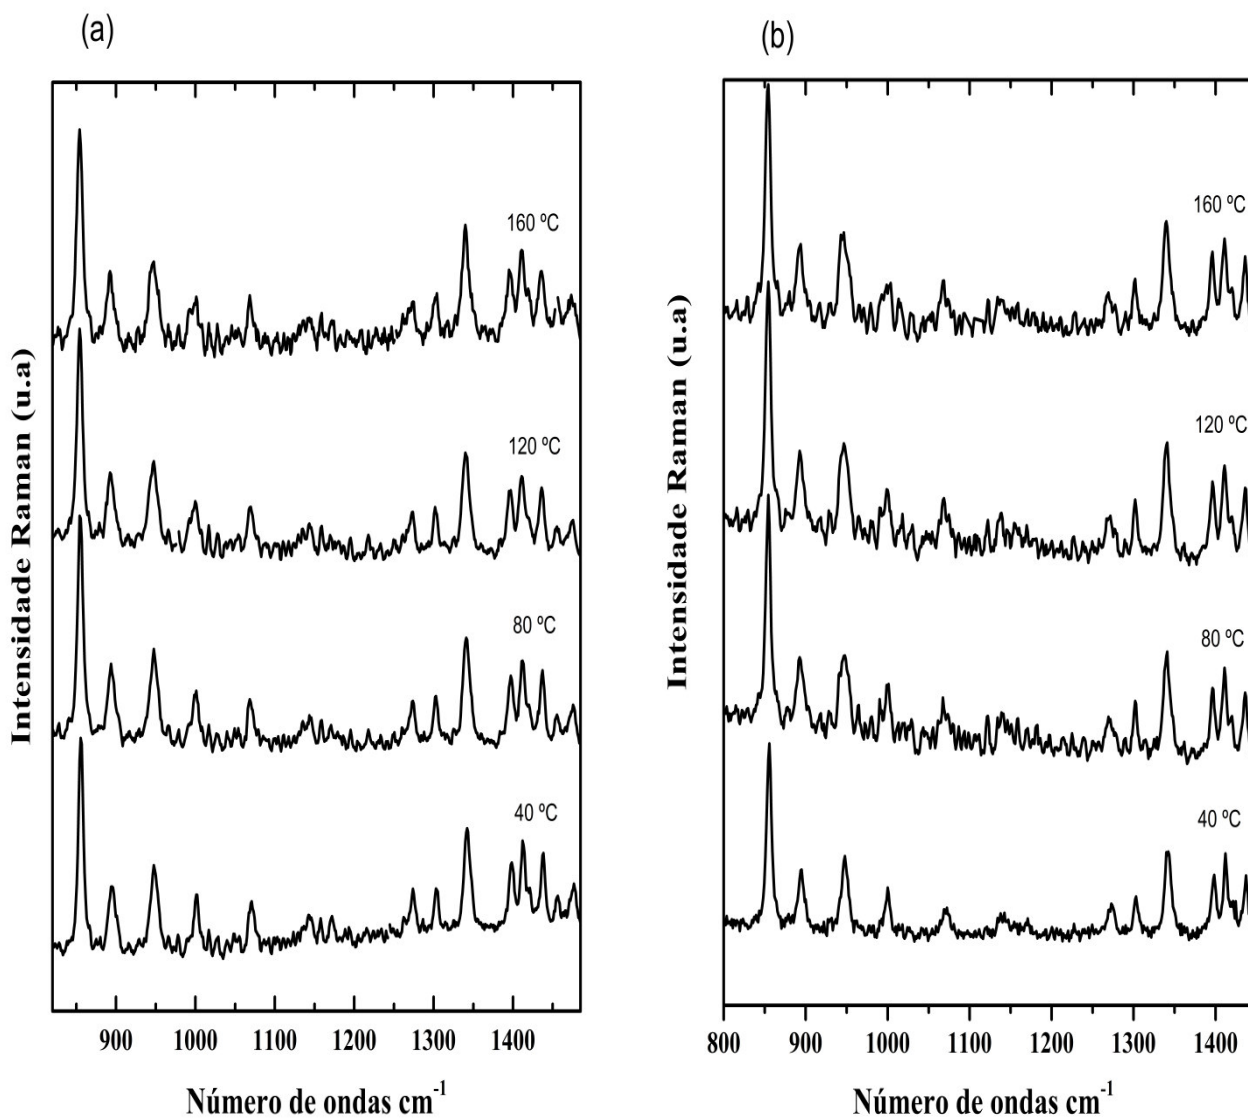 (a)
Intensidade Raman (u.a)
160 ºC
120 ºC
80 ºC
40 ºC
900 1000 1100 1200 1300 1400
Número de ondas cm-1
(b)
Intensidade Raman (u.a)
160 ºC
120 ºC
80 ºC
40 ºC
800 900 1000 1100 1200 1300 1400
Número de ondas cm-1